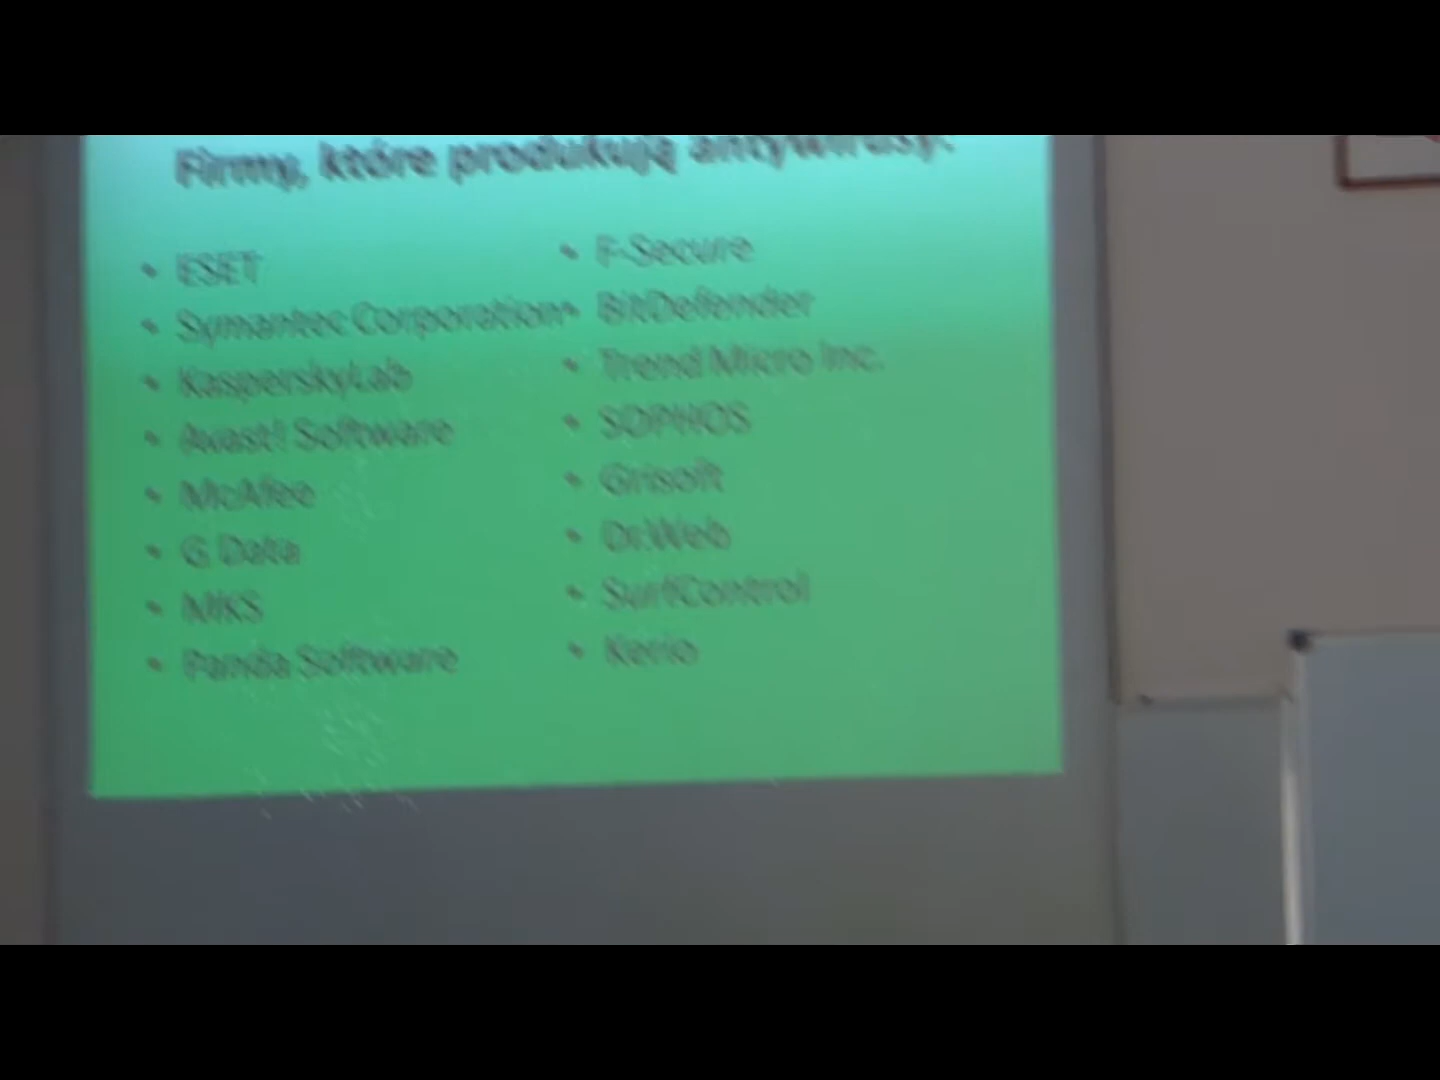 Firmy, które produkują antywirusy:
• ESET
• Symantec Corporation
• KasperskyLab
• Avast! Software
• McAfee
• G Data
• MKS
• Panda Software
• F-Secure
• BitDefender
• Trend Micro Inc.
• SOPHOS
• Grisoft
• Dr.Web
• SurfControl
• Kerio